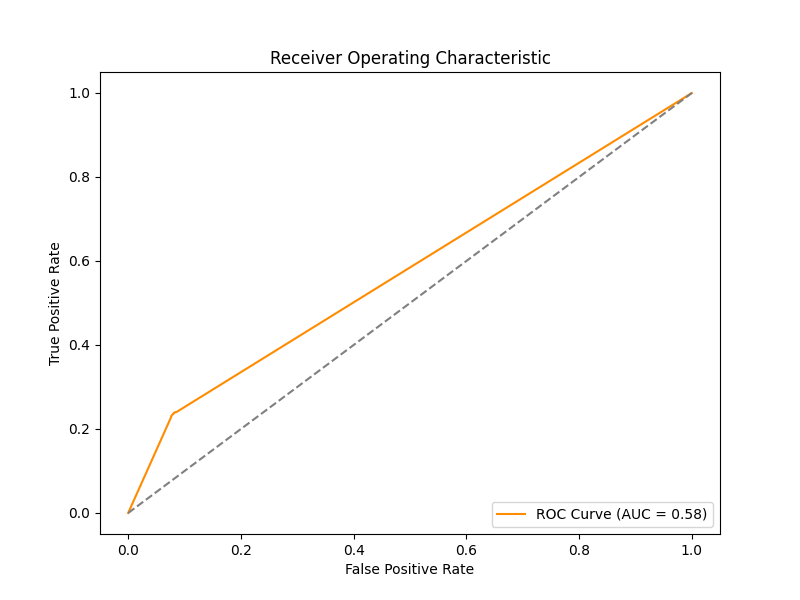 Receiver Operating Characteristic
True Positive Rate
1.0
0.8
0.6
0.4
0.2
0.0
ROC Curve (AUC = 0.58)
0.0 0.2 0.4 0.6 0.8 1.0
False Positive Rate